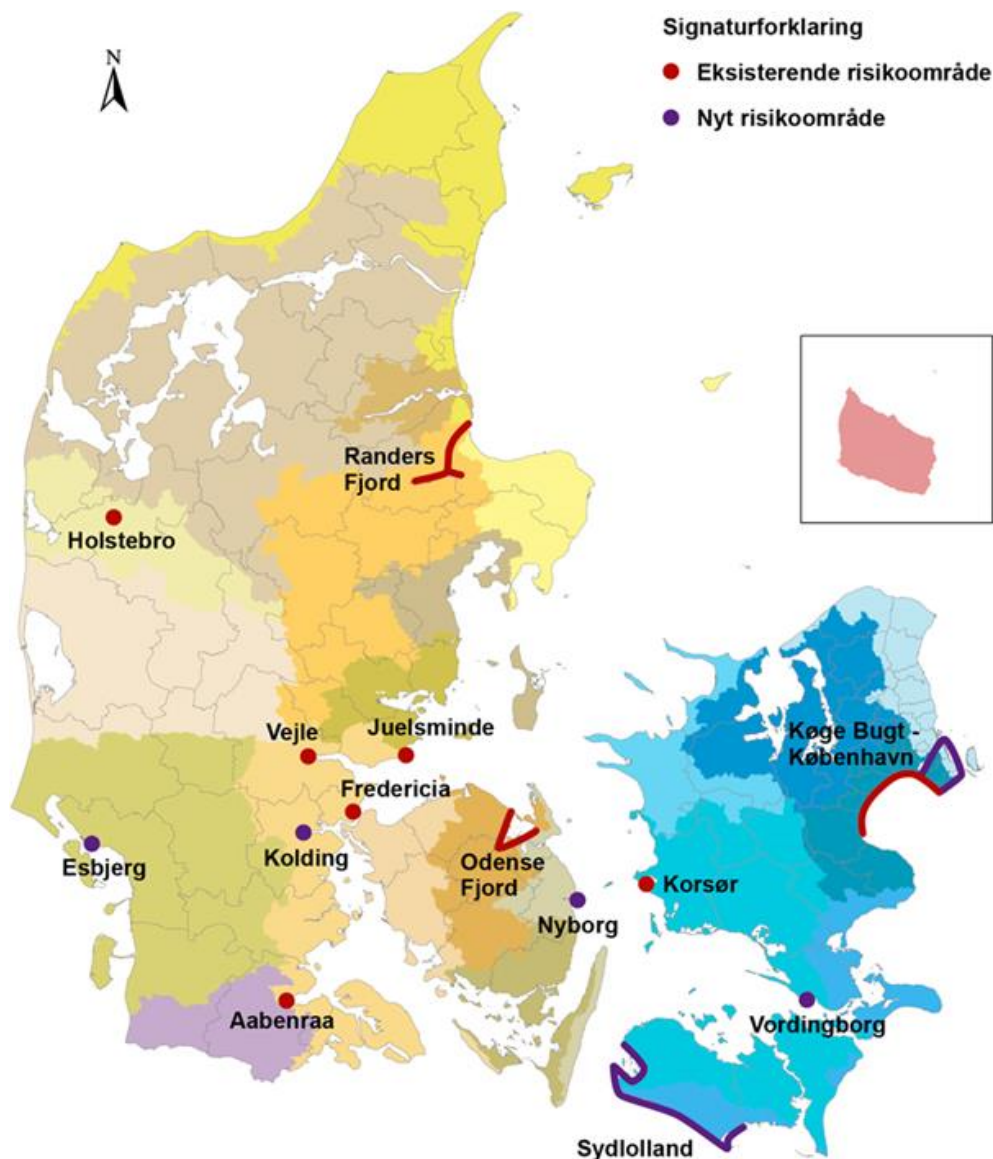 Signaturforklaring
N
Eksisterende risikoområde
Nyt risikoområde
Randers
Fjord
Holstebro
Vejle
Juelsminde
Køge Bugt -
København
Fredericia
Esbjerg
Kolding
Odense
Fjord
Korsør
Nyborg
Aabenraa
Vordingborg
Sydlolland